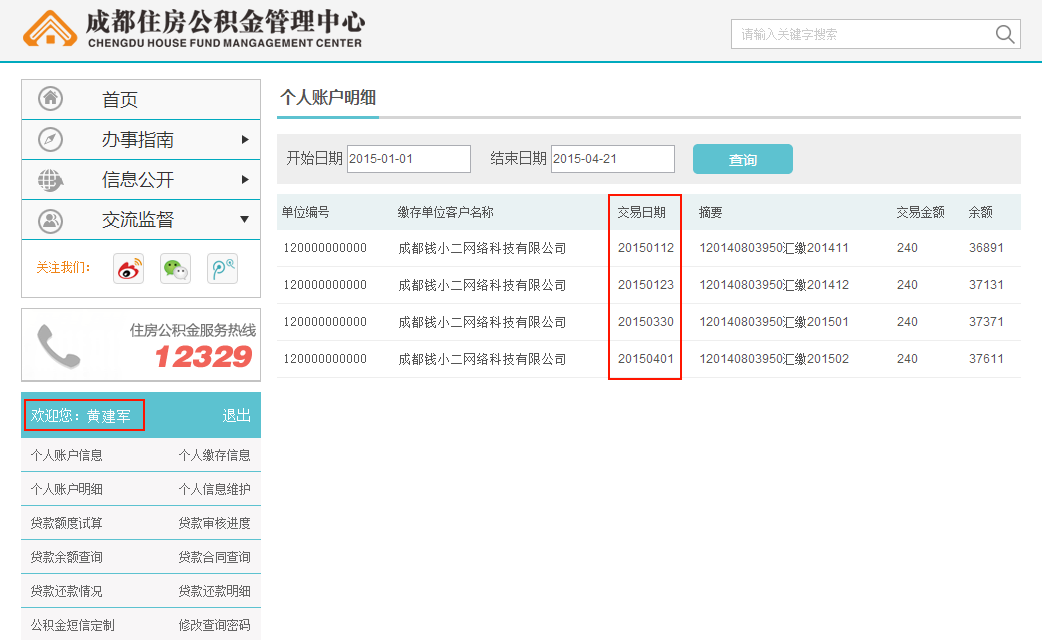 成都住房公积金管理中心
CHENGDU HOUSE FUND MANGAGEMENT CENTER
请输入关键字搜索
首页
办事指南
信息公开
交流监督
关注我们：
住房公积金服务热线
12329
欢迎您：黄建军 退出
个人账户信息 个人缴存信息
个人账户明细 个人信息维护
贷款额度试算 贷款审核进度
贷款余额查询 贷款合同查询
贷款还款情况 贷款还款明细
公积金短信定制 修改查询密码
个人账户明细
开始日期 2015-01-01 结束日期 2015-04-21 查询
单位编号 缴存单位客户名称 交易日期 摘要 交易金额 余额
120000000000 成都钱小二网络科技有限公司 20150112 120140803950汇缴201411 240 36891
120000000000 成都钱小二网络科技有限公司 20150123 120140803950汇缴201412 240 37131
120000000000 成都钱小二网络科技有限公司 20150330 120140803950汇缴201501 240 37371
120000000000 成都钱小二网络科技有限公司 20150401 120140803950汇缴201502 240 37611